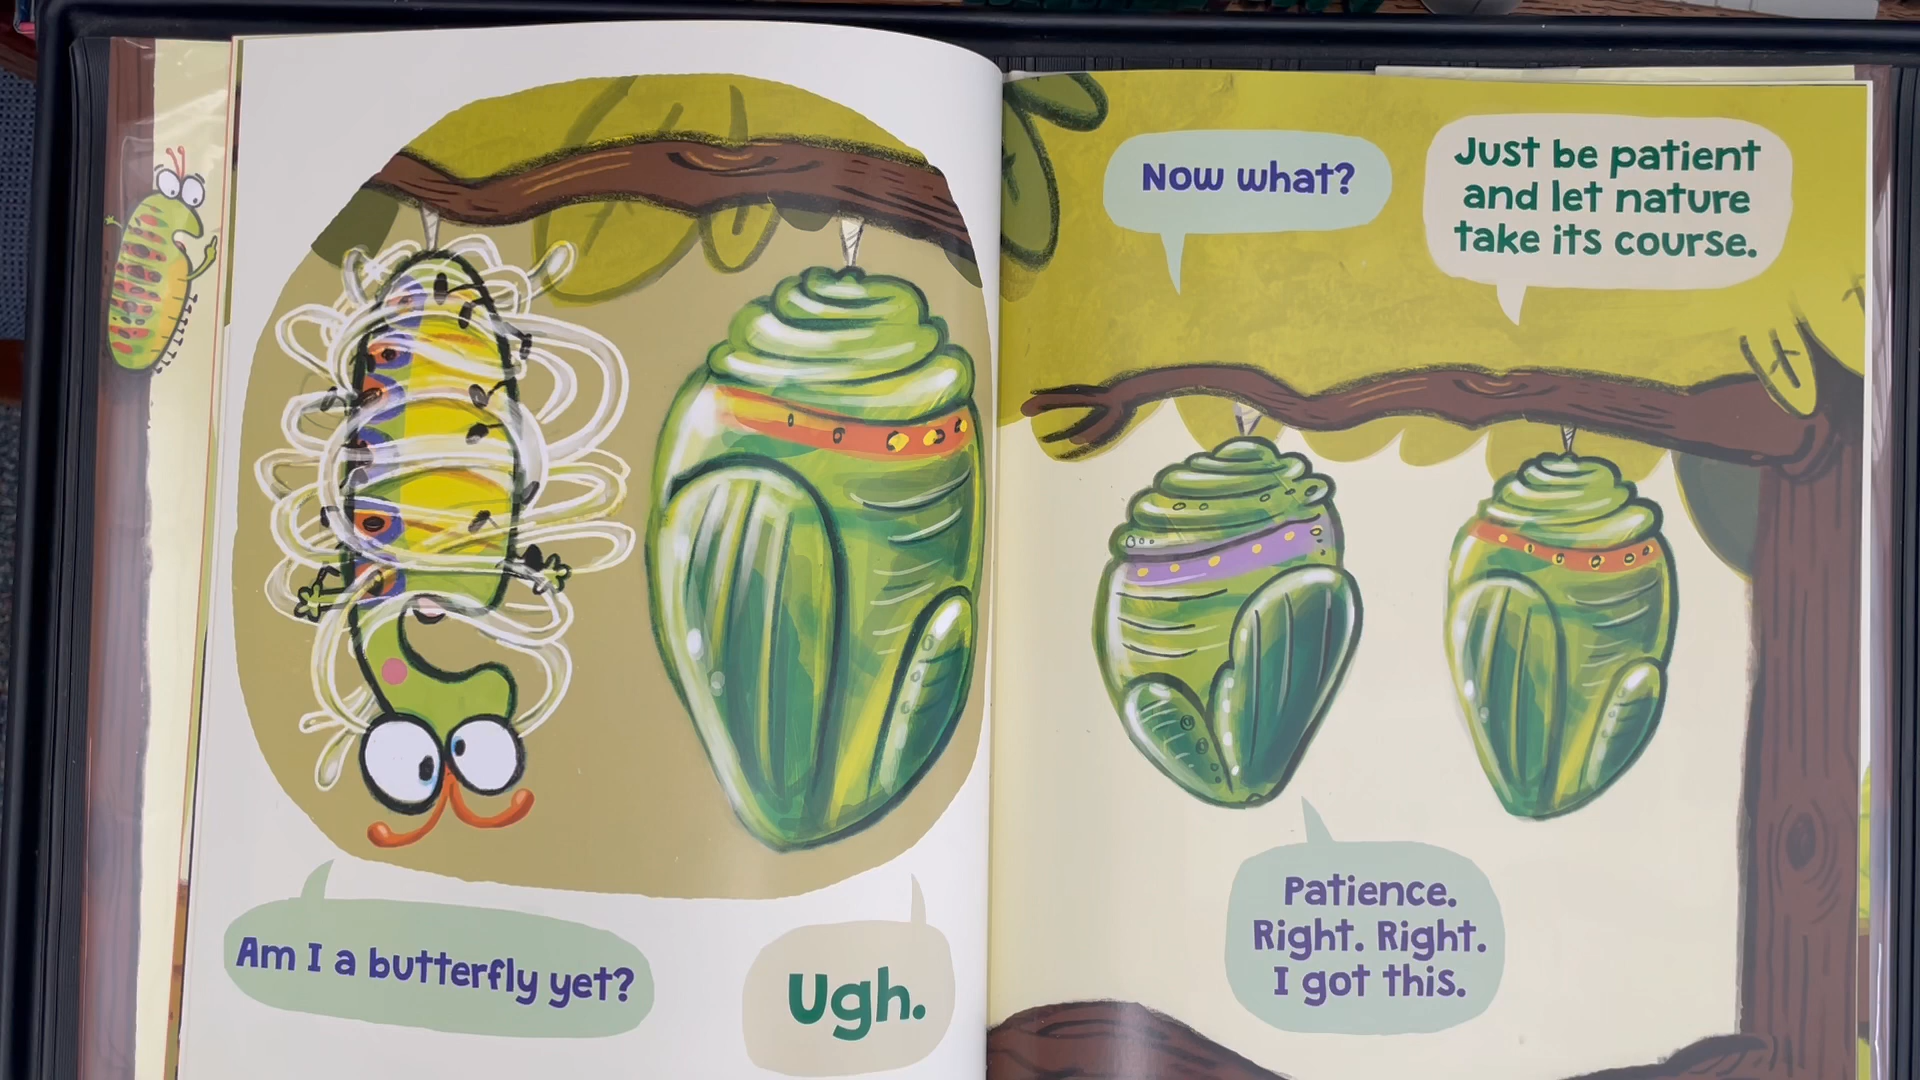 Am I a butterfly yet?
Ugh.
Now what?
Just be patient
and let nature
take its course.
Patience.
Right. Right.
I got this.